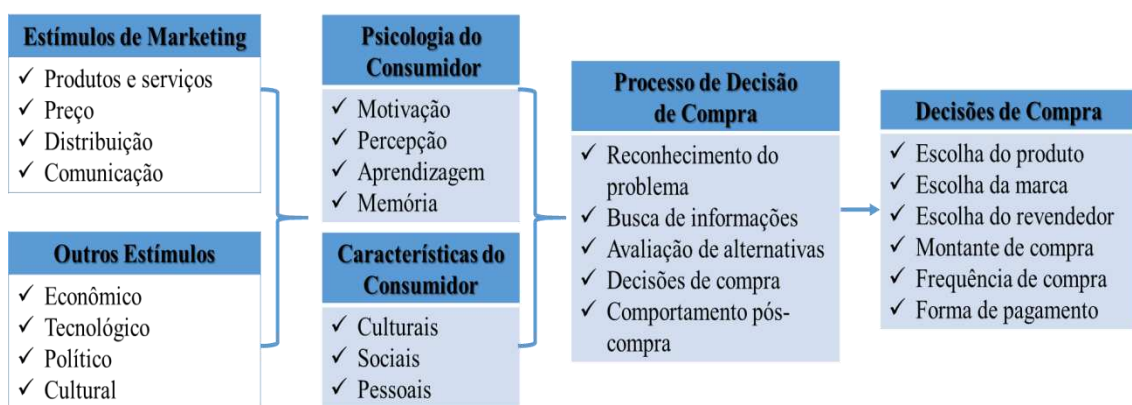 Estímulos de Marketing
✓ Produtos e serviços
✓ Preço
✓ Distribuição
✓ Comunicação
Outros Estímulos
✓ Econômico
✓ Tecnológico
✓ Político
✓ Cultural
Psicologia do
Consumidor
✓ Motivação
✓ Percepção
✓ Aprendizagem
✓ Memória
Características do
Consumidor
✓ Culturais
✓ Sociais
✓ Pessoais
Processo de Decisão
de Compra
✓ Reconhecimento do
problema
✓ Busca de informações
✓ Avaliação de alternativas
✓ Decisões de compra
✓ Comportamento pós-
compra
Decisões de Compra
✓ Escolha do produto
✓ Escolha da marca
✓ Escolha do revendedor
✓ Montante de compra
✓ Frequência de compra
✓ Forma de pagamento